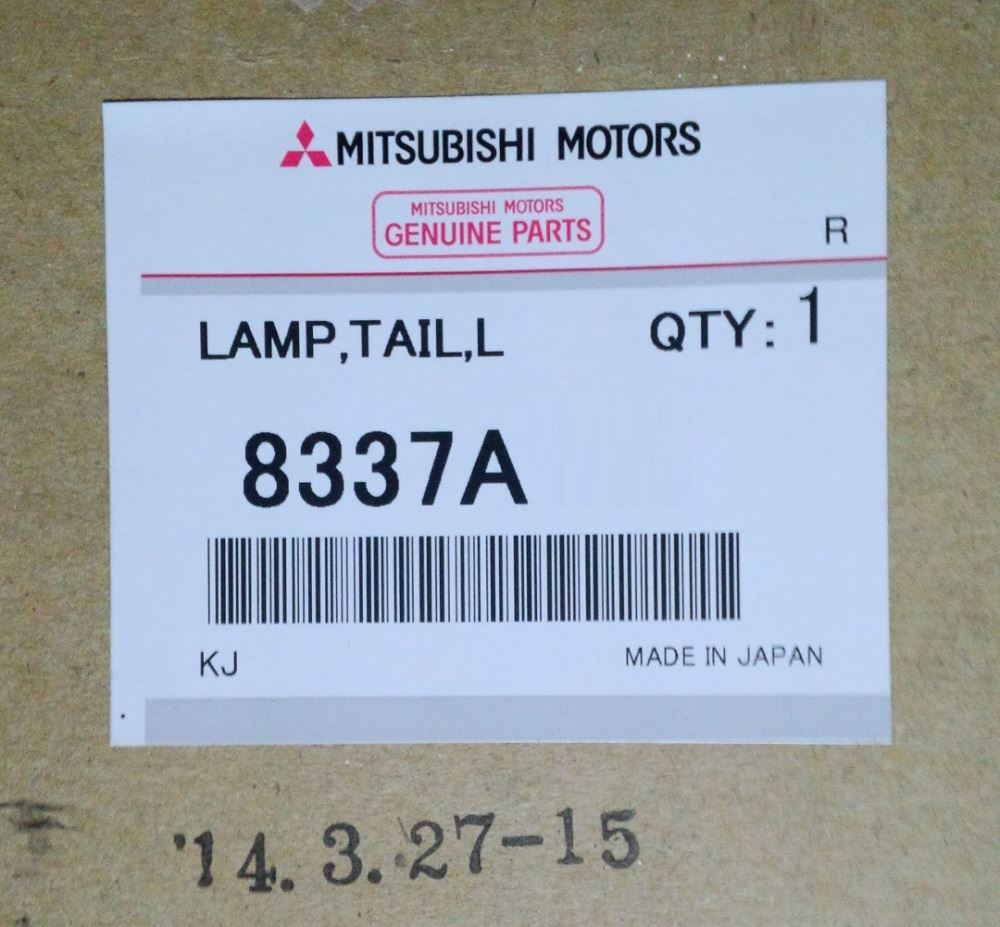 MITSUBISHI MOTORS
MITSUBISHI MOTORS
GENUINE PARTS
R
LAMP,TAIL,L QTY: 1
8337A
KJ MADE IN JAPAN
'14.3.27-15